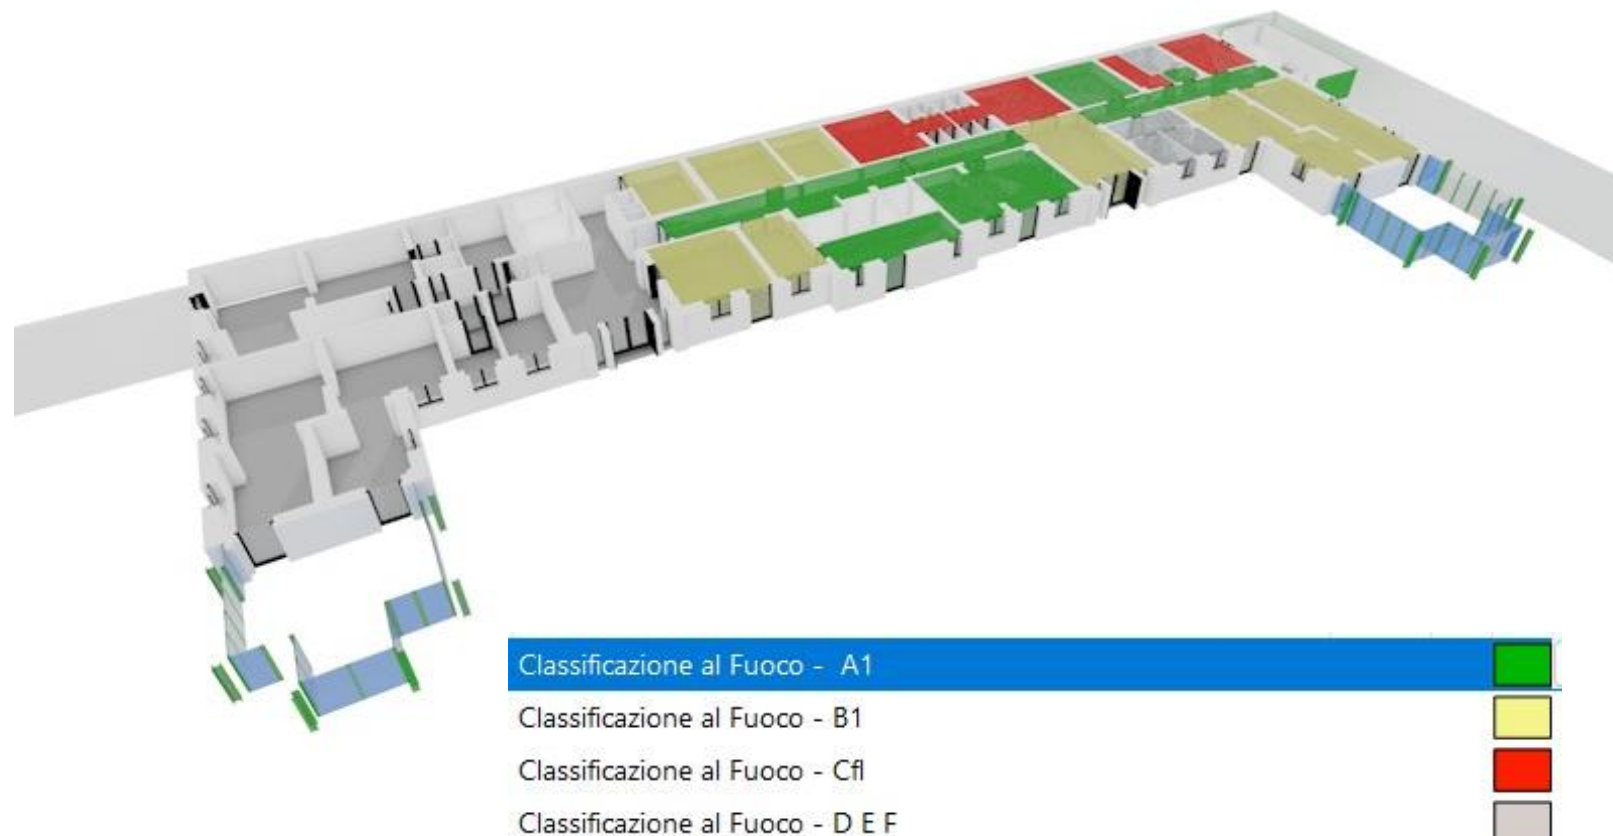 Classificazione al Fuoco -  A1
Classificazione al Fuoco - B1
Classificazione al Fuoco - Cfl
Classificazione al Fuoco - D E F